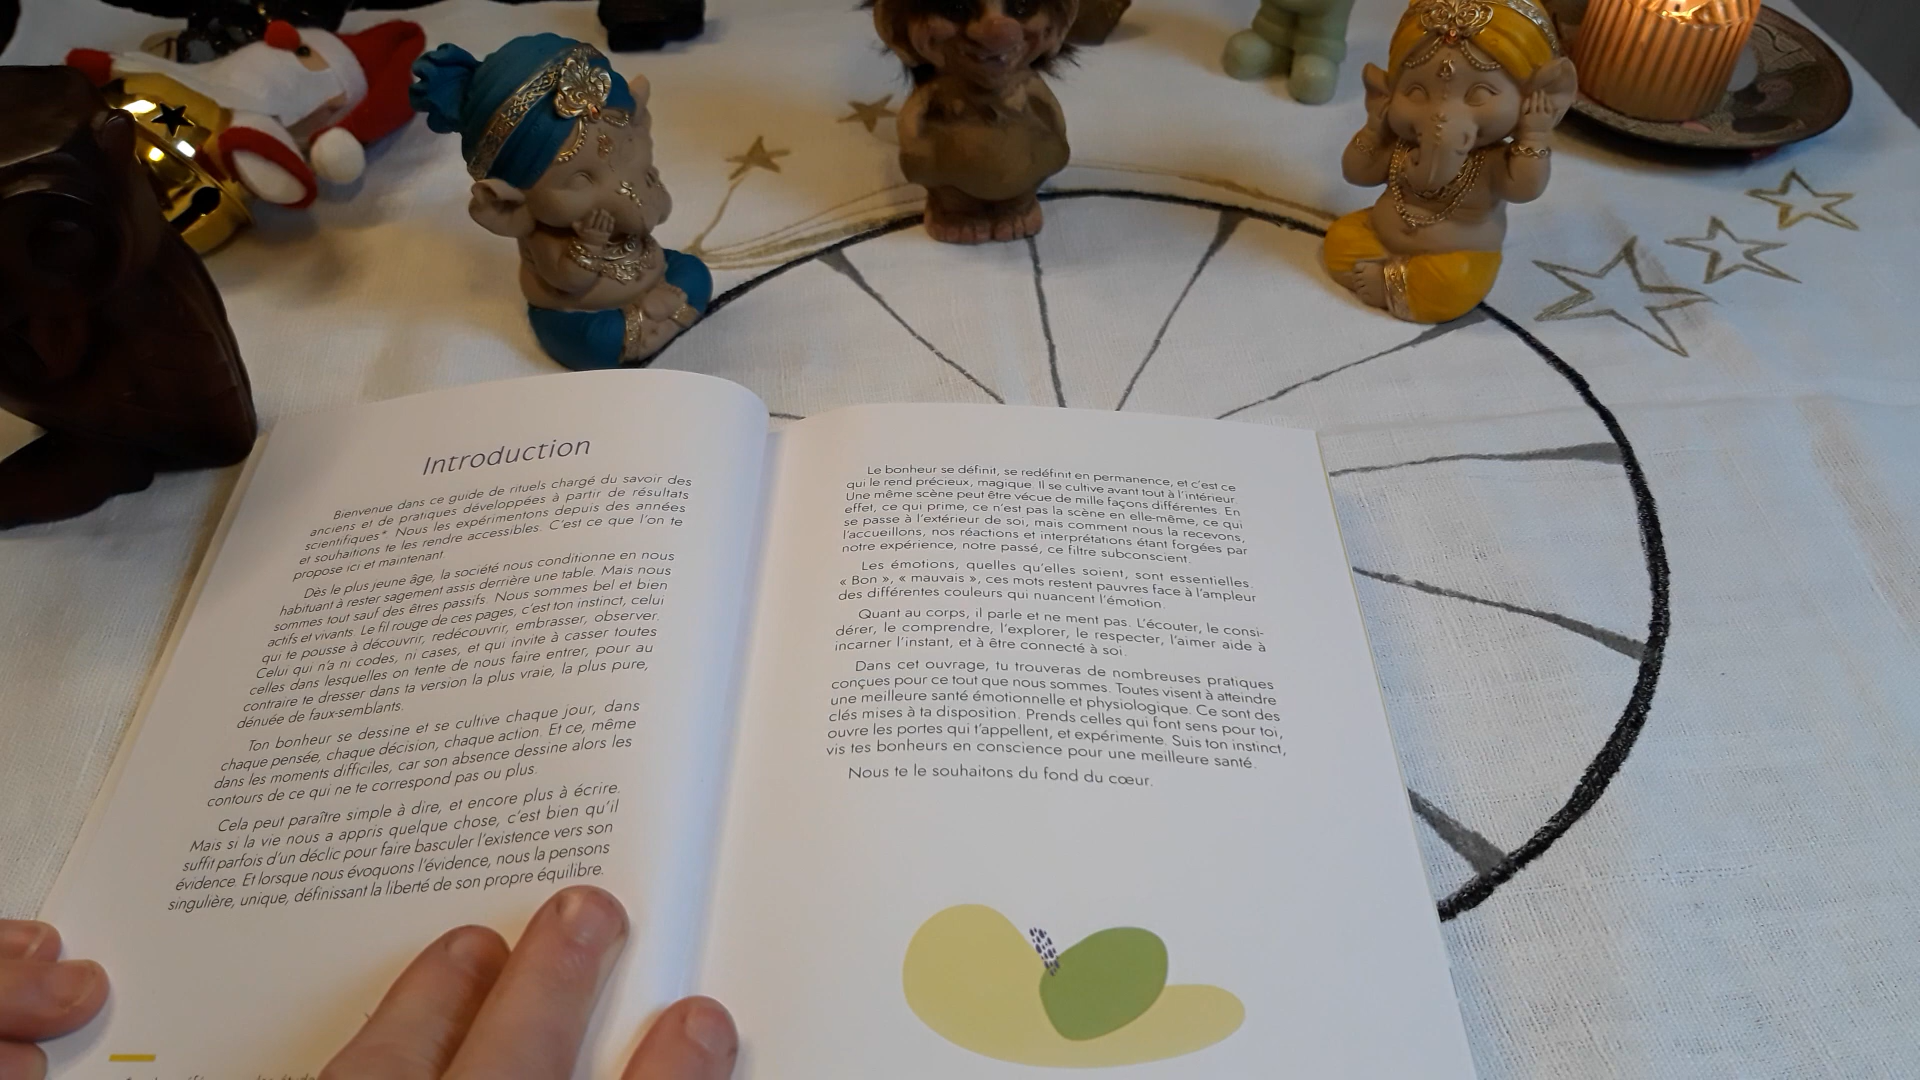 Introduction
Bienvenue dans ce guide de rituels chargé du savoir des
anciens et de pratiques développées à partir de résultats
scientifiques*. Nous les expérimentons depuis des années
et souhaitions te les rendre accessibles. C'est ce que l'on te
propose ici et maintenant.
Dès le plus jeune âge, la société nous conditionne en nous
habituant à rester sagement assis derrière une table. Mais nous
sommes tout sauf des êtres passifs. Nous sommes bel et bien
actifs et vivants. Le fil rouge de ces pages, c'est ton instinct, celui
qui te pousse à découvrir, redécouvrir, embrasser, observer.
Celui qui n'a ni codes, ni cases, et qui invite à casser toutes
celles dans lesquelles on tente de nous faire entrer, pour au
contraire te dresser dans ta version la plus vraie, la plus pure,
dénuée de faux-semblants.
Ton bonheur se dessine et se cultive chaque jour, dans
chaque pensée, chaque décision, chaque action. Et ce, même
dans les moments difficiles, car son absence dessine alors les
contours de ce qui ne te correspond pas ou plus.
Cela peut paraître simple à dire, et encore plus à écrire.
Mais si la vie nous a appris quelque chose, c'est bien qu'il
suffit parfois d'un déclic pour faire basculer l'existence vers son
évidence. Et lorsque nous évoquons l'évidence, nous la pensons
singulière, unique, définissant la liberté de son propre équilibre.
Le bonheur se définit, se redéfinit en permanence, et c'est ce
qui le rend précieux, magique. Il se cultive avant tout à l'intérieur.
Une même scène peut être vécue de mille façons différentes. En
effet, ce qui prime, ce n'est pas la scène en elle-même, ce qui
se passe à l'extérieur de soi, mais comment nous la recevons,
l'accueillons, nos réactions et interprétations étant forgées par
notre expérience, notre passé, ce filtre subconscient.
Les émotions, quelles qu'elles soient, sont essentielles.
« Bon », « mauvais », ces mots restent pauvres face à l'ampleur
des différentes couleurs qui nuancent l'émotion.
Quant au corps, il parle et ne ment pas. L'écouter, le consi-
dérer, le comprendre, l'explorer, le respecter, l'aimer aide à
incarner l'instant, et à être connecté à soi.
Dans cet ouvrage, tu trouveras de nombreuses pratiques
conçues pour ce tout que nous sommes. Toutes visent à atteindre
une meilleure santé émotionnelle et physiologique. Ce sont des
clés mises à ta disposition. Prends celles qui font sens pour toi,
ouvre les portes qui t'appellent, et expérimente. Suis ton instinct,
vis tes bonheurs en conscience pour une meilleure santé.
Nous te le souhaitons du fond du cœur.